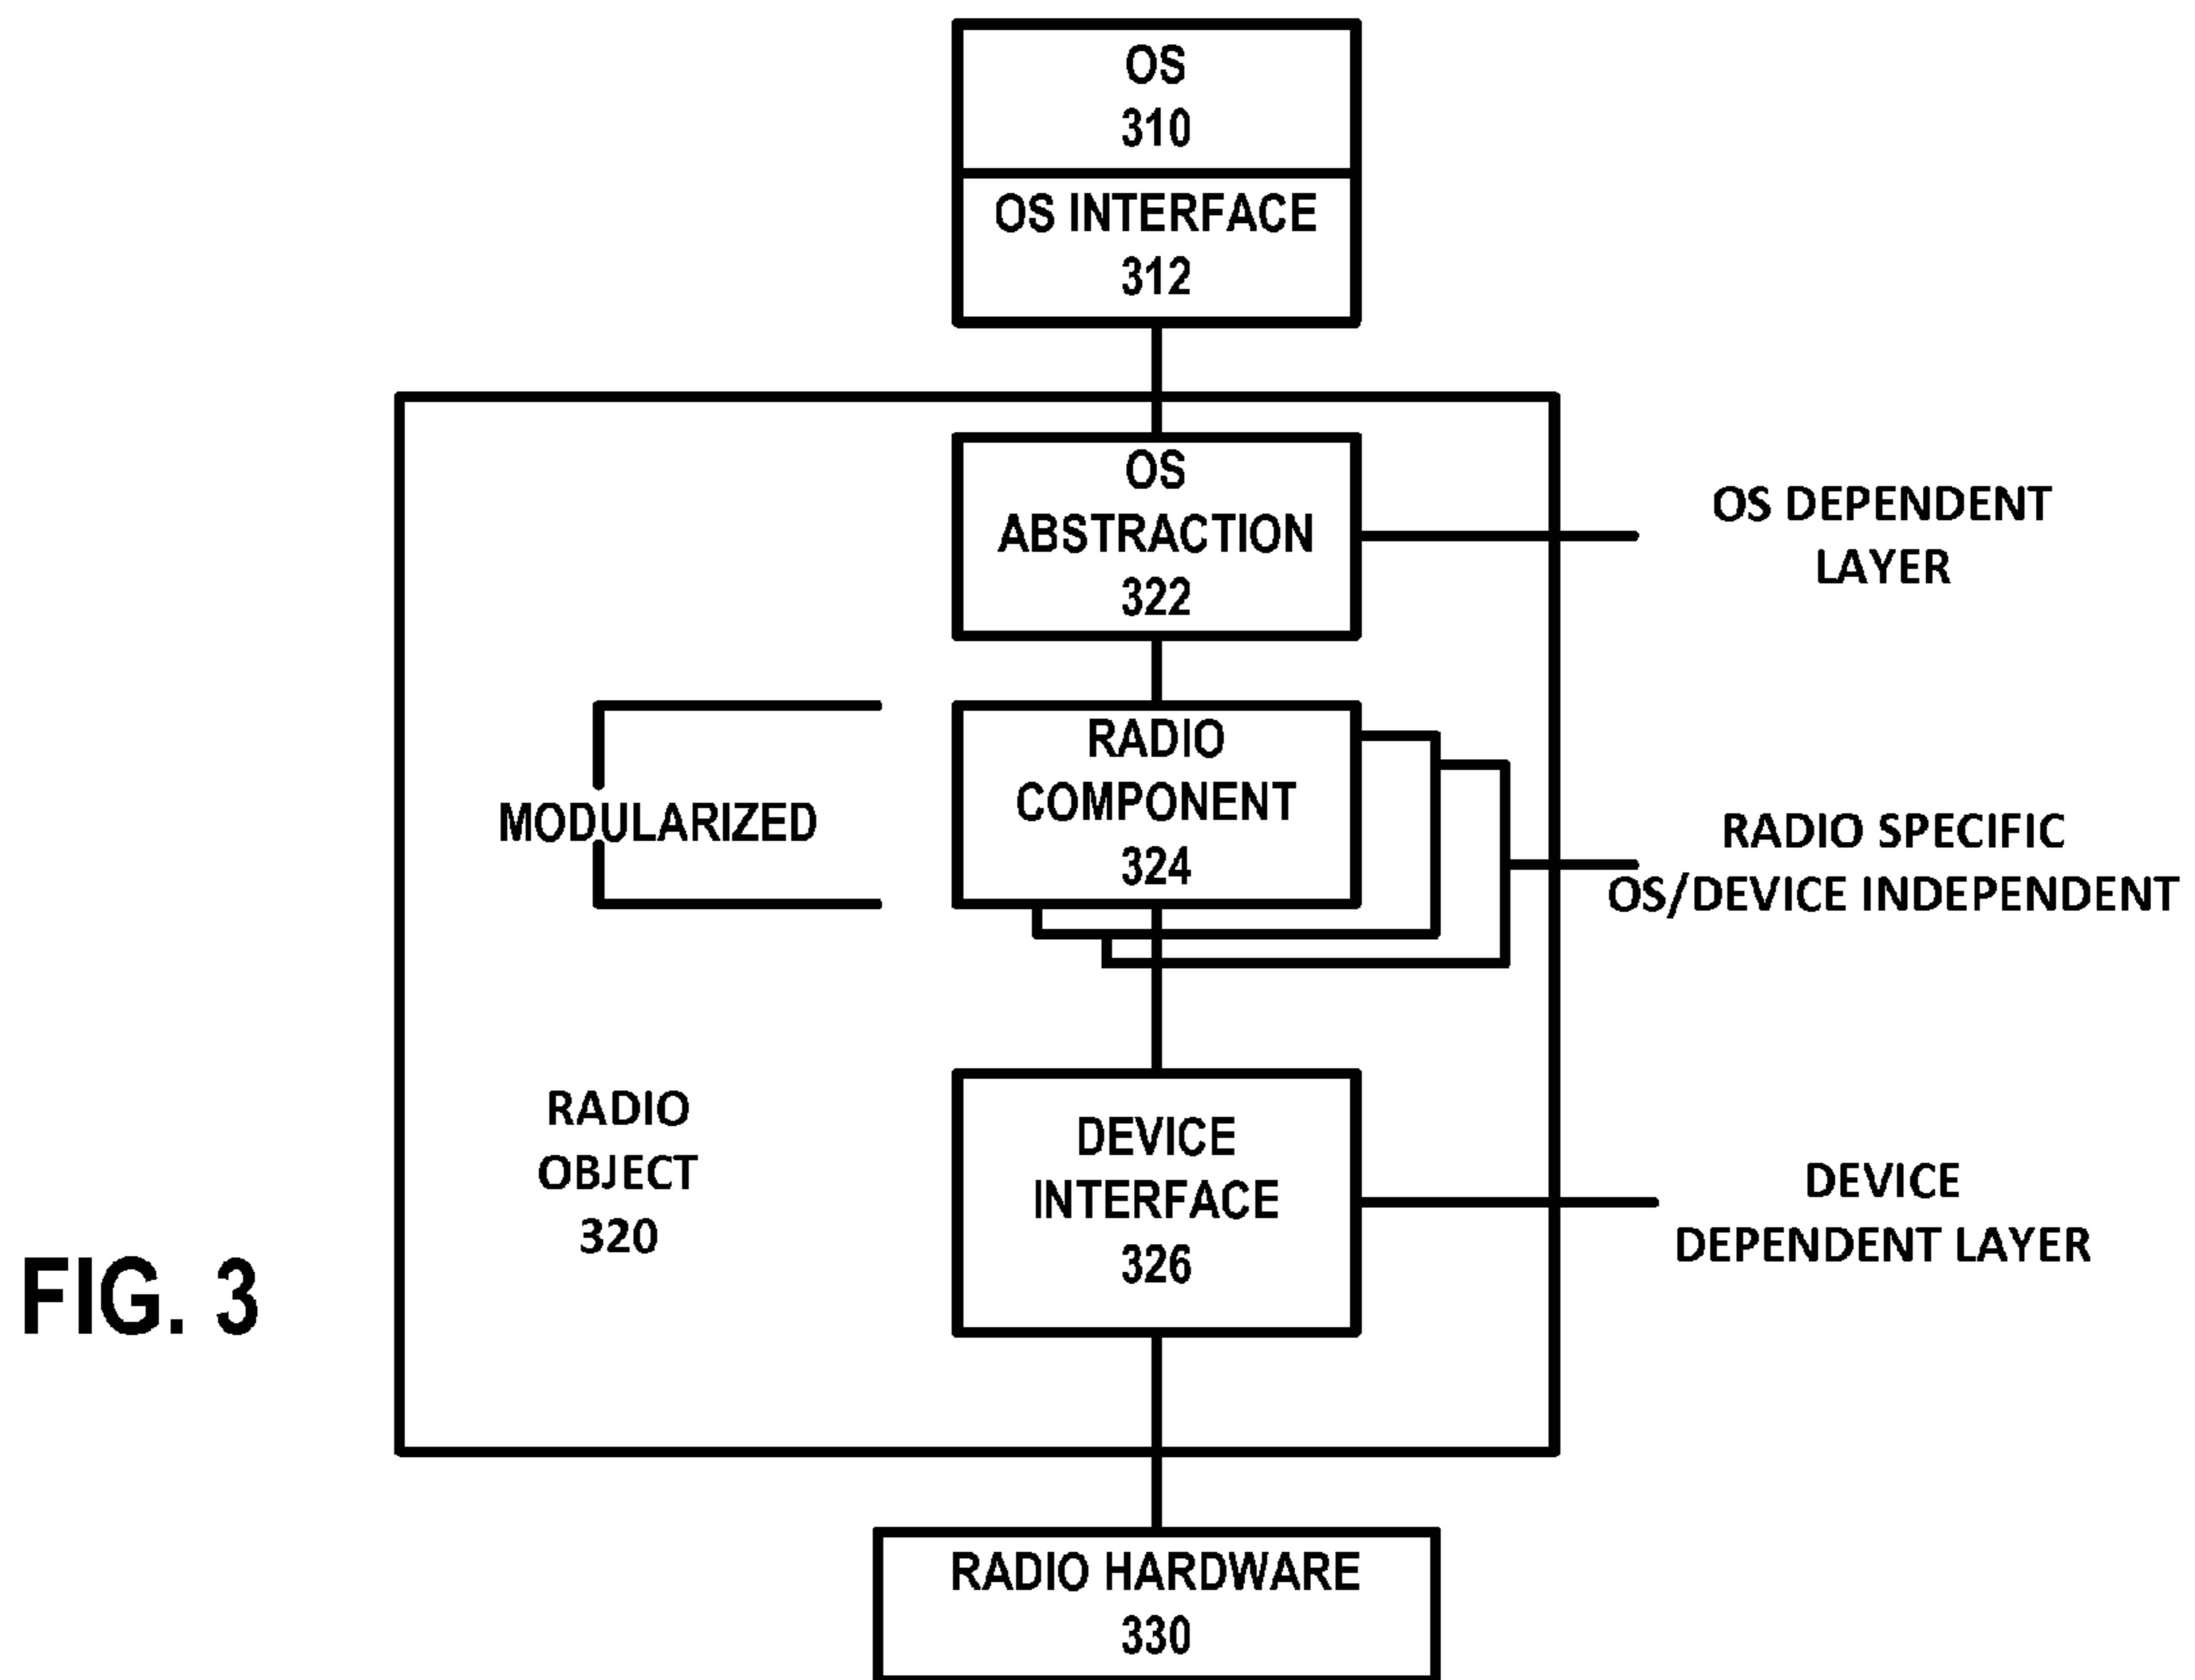 OS
310
OS INTERFACE
312
OS
ABSTRACTION
322
OS DEPENDENT
LAYER
MODULARIZED
RADIO
COMPONENT
324
RADIO SPECIFIC
OS/DEVICE INDEPENDENT
RADIO
OBJECT
320
DEVICE
INTERFACE
326
DEVICE
DEPENDENT LAYER
FIG. 3
RADIO HARDWARE
330